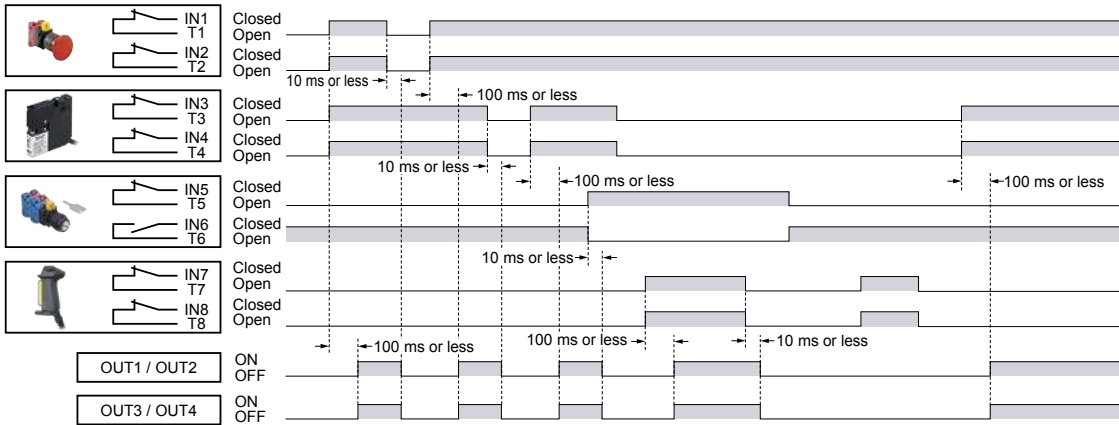 IN1 Closed
T1 Open
IN2 Closed
T2 Open
10 ms or less
100 ms or less
IN3 Closed
T3 Open
IN4 Closed
T4 Open
10 ms or less
100 ms or less
100 ms or less
IN5 Closed
T5 Open
IN6 Closed
T6 Open
10 ms or less
IN7 Closed
T7 Open
IN8 Closed
T8 Open
100 ms or less
100 ms or less
10 ms or less
OUT1 / OUT2
ON
OFF
OUT3 / OUT4
ON
OFF